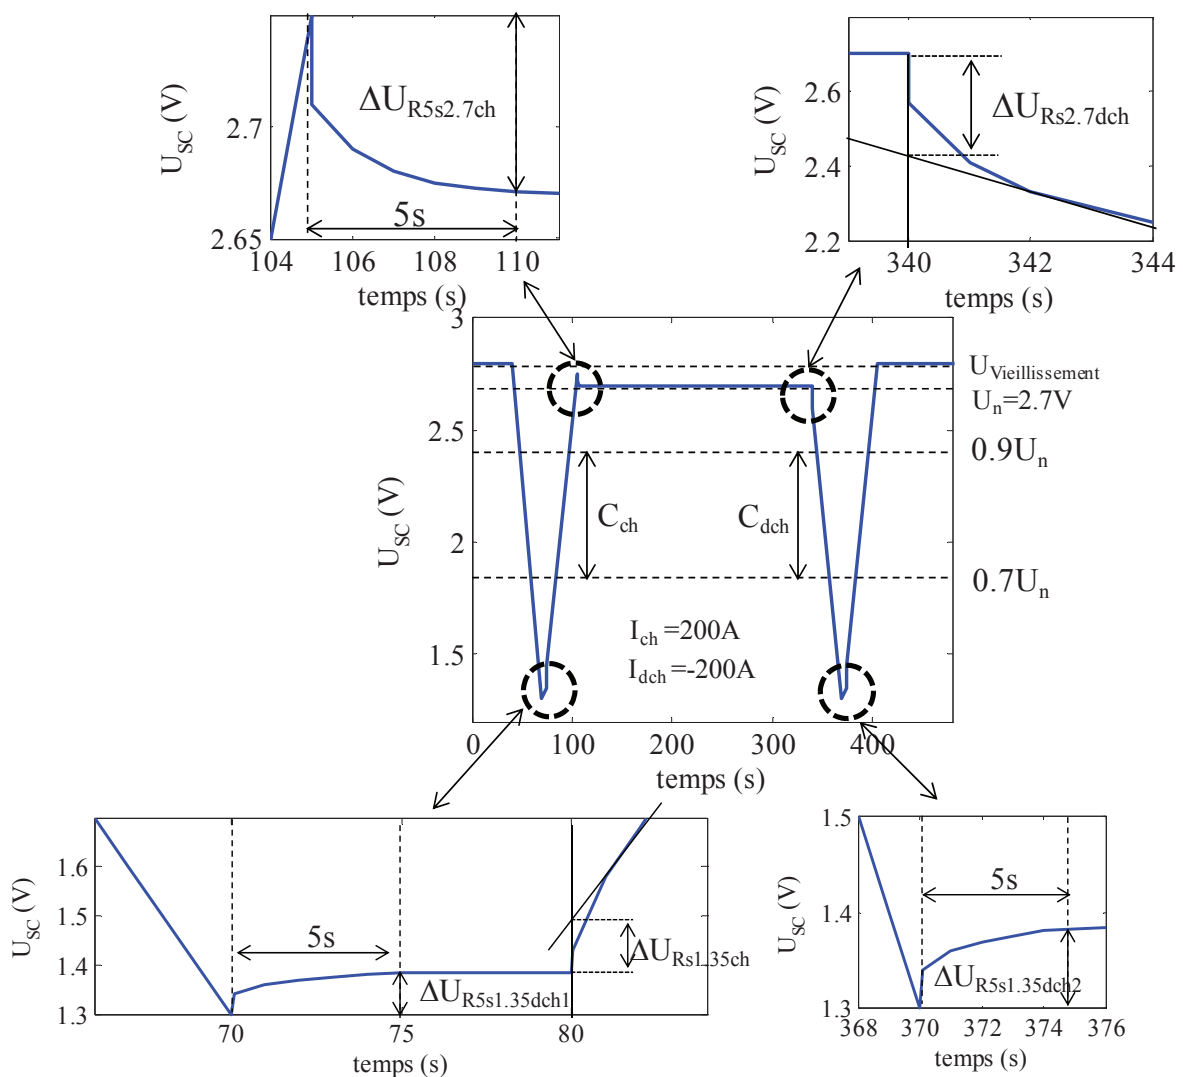 U_SC (V)
2.7
2.65
ΔU_R5s2.7ch
5s
104 106 108 110
temps (s)
U_SC (V)
2.6
2.4
2.2
ΔU_Rs2.7dch
340 342 344
temps (s)
U_SC (V)
3
2.5
2
1.5
U_Vieillissement
U_n=2.7V
0.9U_n
0.7U_n
C_ch
C_dch
I_ch =200A
I_dch=-200A
0 100 200 300 400
temps (s)
U_SC (V)
1.6
1.5
1.4
1.3
5s
ΔU_Rs1.35ch
ΔU_R5s1.35dch1
70 75 80
temps (s)
U_SC (V)
1.5
1.4
1.3
5s
ΔU_R5s1.35dch2
368 370 372 374 376
temps (s)